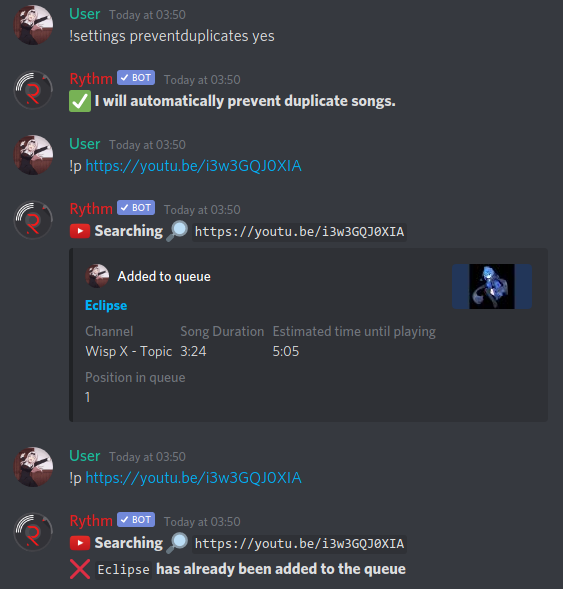 User Today at 03:50
!settings preventduplicates yes
Rythm ✓ BOT Today at 03:50
✅ I will automatically prevent duplicate songs.
User Today at 03:50
!p https://youtu.be/i3w3GQJ0XIA
Rythm ✓ BOT Today at 03:50
Searching 🔎 https://youtu.be/i3w3GQJ0XIA
Added to queue
Eclipse
Channel Song Duration Estimated time until playing
Wisp X - Topic 3:24 5:05
Position in queue
1
User Today at 03:50
!p https://youtu.be/i3w3GQJ0XIA
Rythm ✓ BOT Today at 03:50
Searching 🔎 https://youtu.be/i3w3GQJ0XIA
❌ Eclipse has already been added to the queue